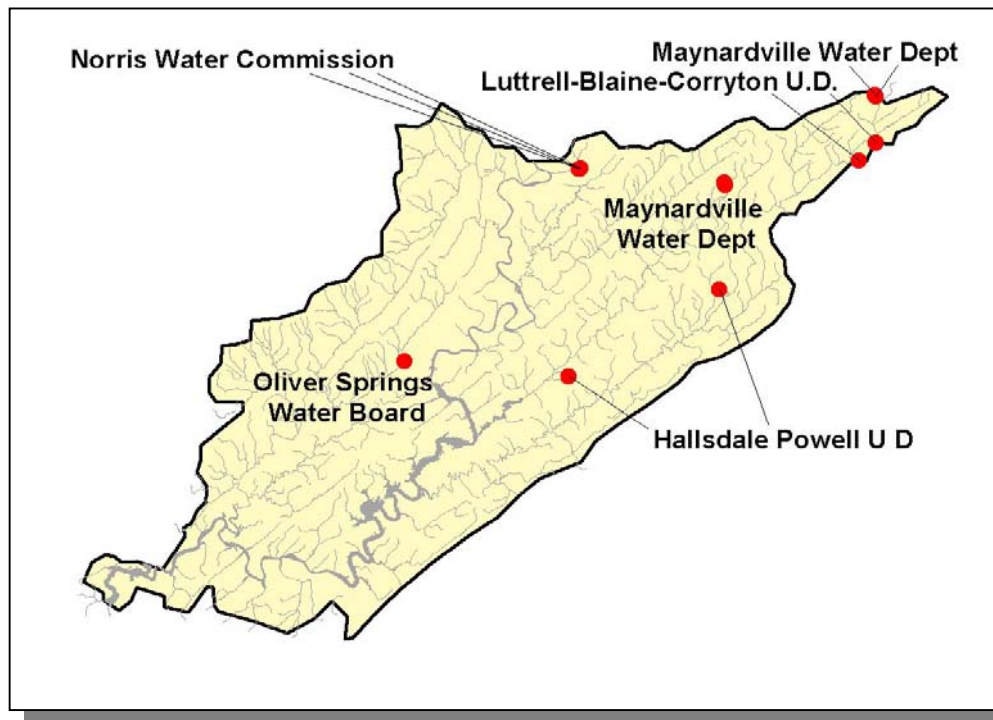 Norris Water Commission
Maynardville Water Dept
Luttrell-Blaine-Corryton U.D.
Maynardville
Water Dept
Oliver Springs
Water Board
Hallsdale Powell U D